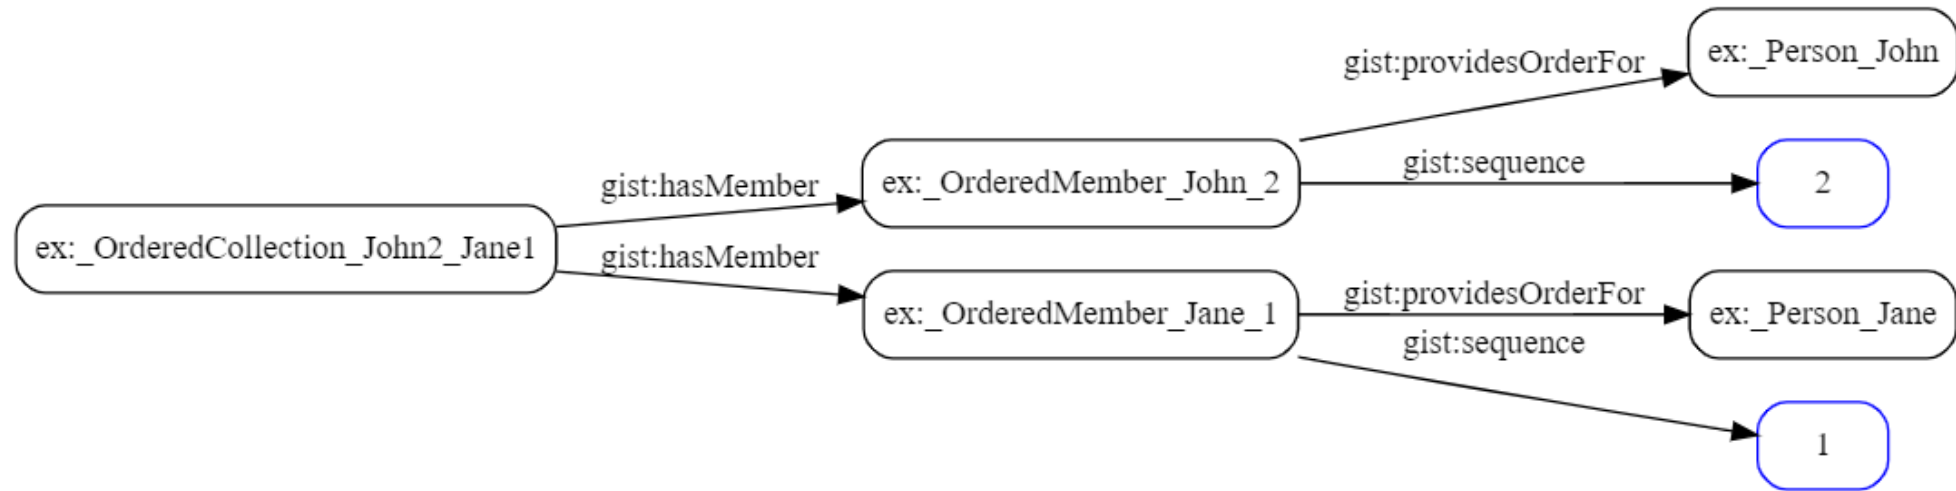 gist:providesOrderFor
ex:_Person_John
gist:hasMember
ex:_OrderedMember_John_2
gist:sequence
2
ex:_OrderedCollection_John2_Jane1
gist:hasMember
ex:_OrderedMember_Jane_1
gist:providesOrderFor
ex:_Person_Jane
gist:sequence
1